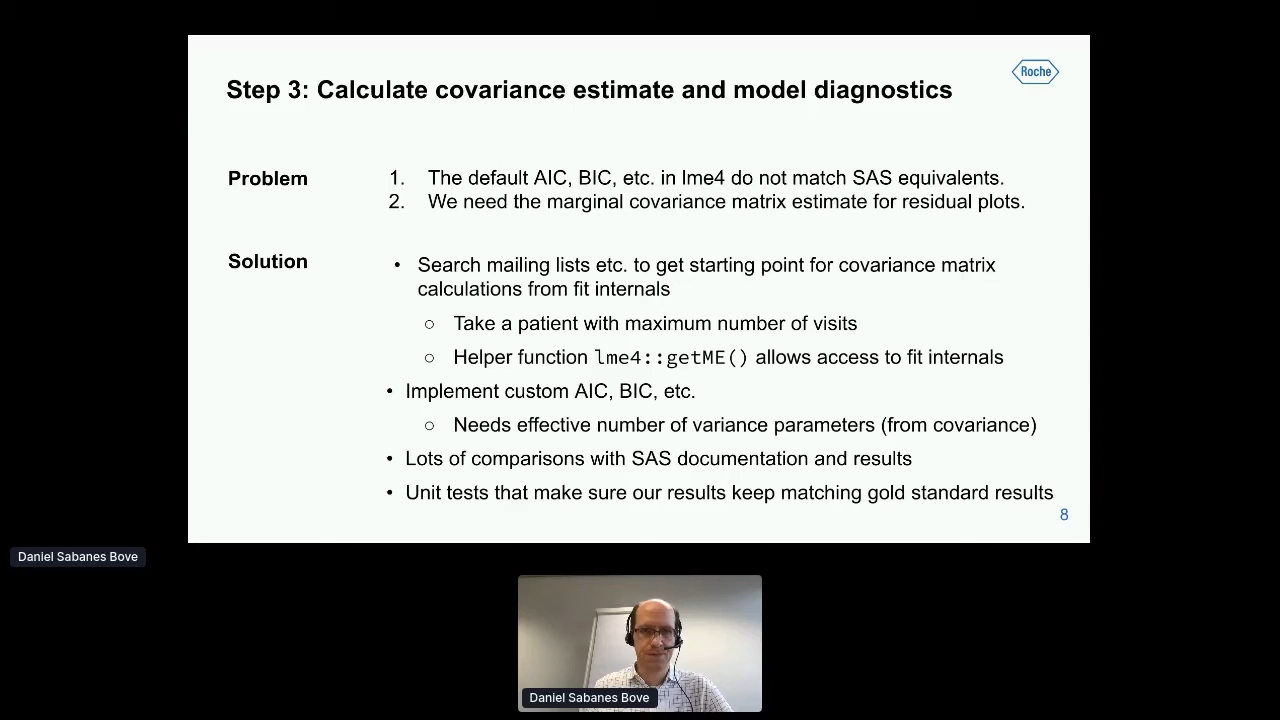 Roche
Step 3: Calculate covariance estimate and model diagnostics
Problem
1. The default AIC, BIC, etc. in lme4 do not match SAS equivalents.
2. We need the marginal covariance matrix estimate for residual plots.
Solution
• Search mailing lists etc. to get starting point for covariance matrix
calculations from fit internals
○ Take a patient with maximum number of visits
○ Helper function lme4::getME() allows access to fit internals
• Implement custom AIC, BIC, etc.
○ Needs effective number of variance parameters (from covariance)
• Lots of comparisons with SAS documentation and results
• Unit tests that make sure our results keep matching gold standard results
8
Daniel Sabanes Bove
Daniel Sabanes Bove